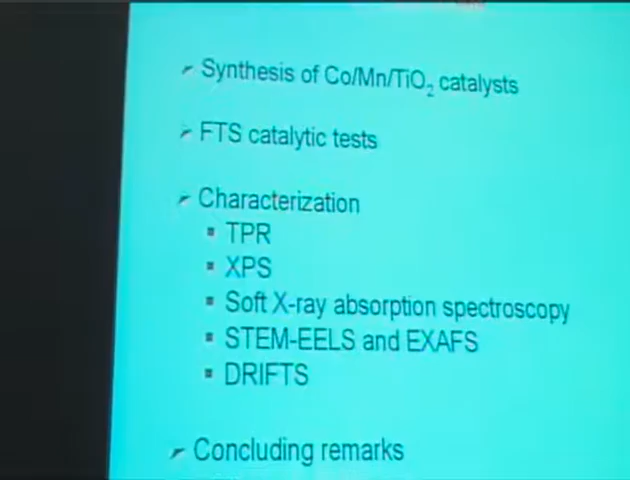 Synthesis of Co/Mn/TiO₂ catalysts
FTS catalytic tests
Characterization
TPR
XPS
Soft X-ray absorption spectroscopy
STEM-EELS and EXAFS
DRIFTS
Concluding remarks